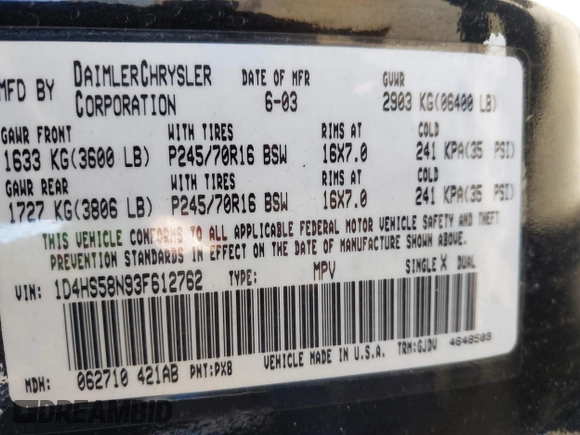 MFD BY DAIMLERCHRYSLER CORPORATION DATE OF MFR 6-03 GVWR 2903 KG(06400 LB)
GAWR FRONT WITH TIRES RIMS AT COLD
1633 KG(3600 LB) P245/70R16 BSW 16X7.0 241 KPA(35 PSI)
GAWR REAR WITH TIRES RIMS AT COLD
1727 KG(3806 LB) P245/70R16 BSW 16X7.0 241 KPA(35 PSI)
THIS VEHICLE CONFORMS TO ALL APPLICABLE FEDERAL MOTOR VEHICLE SAFETY AND THEFT
PREVENTION STANDARDS IN EFFECT ON THE DATE OF MANUFACTURE SHOWN ABOVE.
VIN: 1D4HS58N93F612762 TYPE: MPV SINGLE X DUAL
MDH: 062710 421AB PNT:PX8 VEHICLE MADE IN U.S.A. TRM:GJDV 4648508
DREAMBID